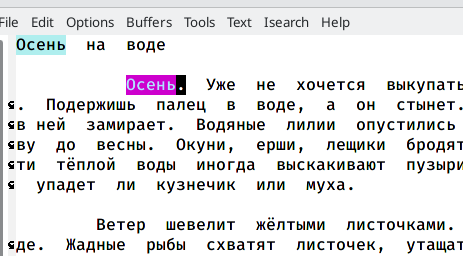 File Edit Options Buffers Tools Text Isearch Help
Осень на воде
Осень. Уже не хочется выкупать
. Подержишь палец в воде, а он стынет.
в ней замирает. Водяные лилии опустились
ву до весны. Окуни, ерши, лещики бродят
ти тёплой воды иногда выскакивают пузыри
упадет ли кузнечик или муха.
Ветер шевелит жёлтыми листочками.
де. Жадные рыбы схватят листочек, утащат